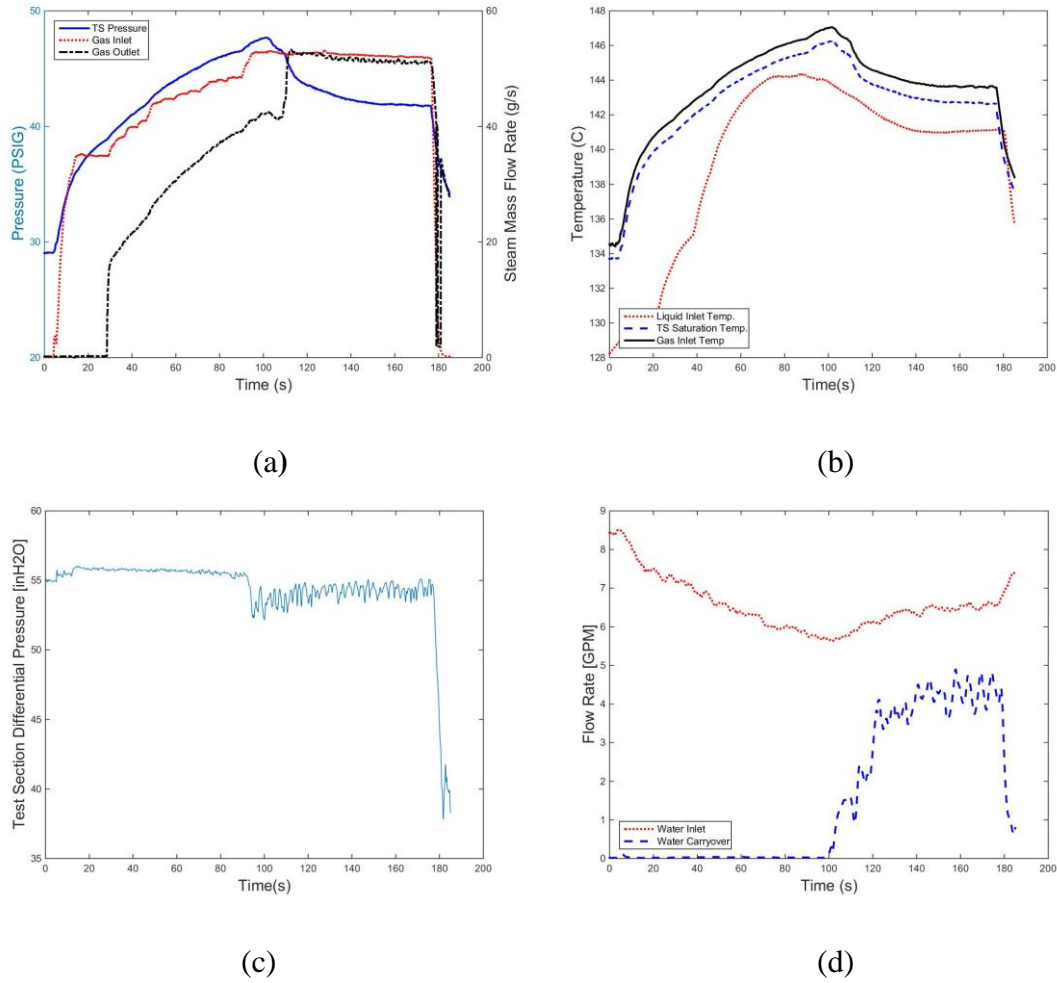 50
40
30
20
Pressure (PSIG)
TS Pressure
Gas Inlet
Gas Outlet
60
40
20
0
Steam Mass Flow Rate (g/s)
0 20 40 60 80 100 120 140 160 180 200
Time (s)
(a)
148
146
144
142
140
138
136
134
132
130
128
Temperature (C)
Liquid Inlet Temp.
TS Saturation Temp.
Gas Inlet Temp
0 20 40 60 80 100 120 140 160 180 200
Time(s)
(b)
60
55
50
45
40
35
Test Section Differential Pressure [inH2O]
0 20 40 60 80 100 120 140 160 180 200
Time(s)
(c)
9
8
7
6
5
4
3
2
1
0
Flow Rate [GPM]
Water Inlet
Water Carryover
0 20 40 60 80 100 120 140 160 180 200
Time (s)
(d)